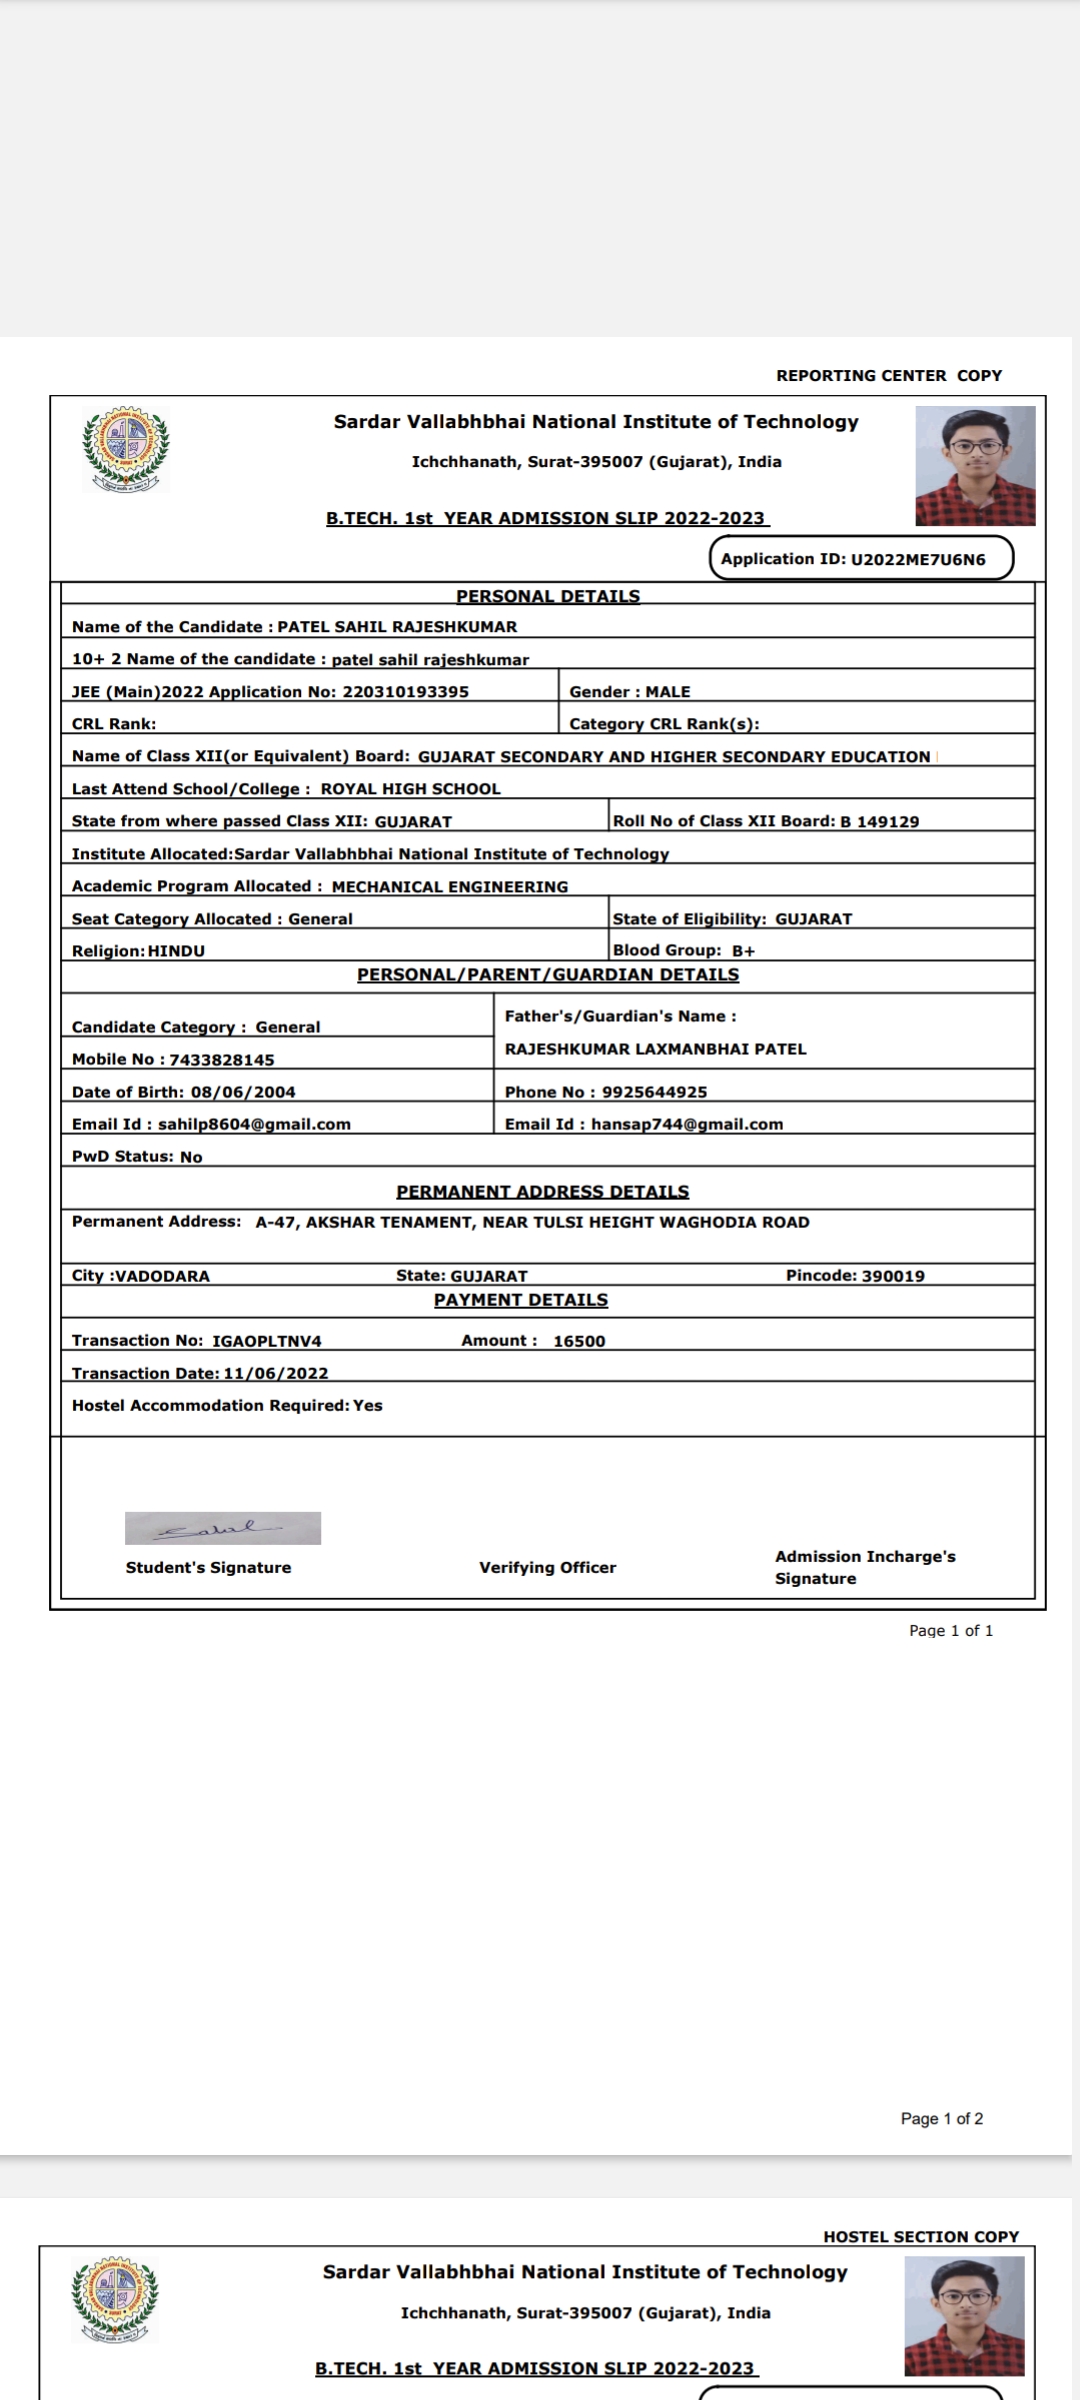 REPORTING CENTER COPY
Sardar Vallabhbhai National Institute of Technology
Ichchhanath, Surat-395007 (Gujarat), India
B.TECH. 1st YEAR ADMISSION SLIP 2022-2023
Application ID: U2022ME7U6N6
PERSONAL DETAILS
Name of the Candidate : PATEL SAHIL RAJESHKUMAR
10+ 2 Name of the candidate : patel sahil rajeshkumar
JEE (Main)2022 Application No: 220310193395 Gender : MALE
CRL Rank: Category CRL Rank(s):
Name of Class XII(or Equivalent) Board: GUJARAT SECONDARY AND HIGHER SECONDARY EDUCATION
Last Attend School/College : ROYAL HIGH SCHOOL
State from where passed Class XII: GUJARAT Roll No of Class XII Board: B 149129
Institute Allocated:Sardar Vallabhbhai National Institute of Technology
Academic Program Allocated : MECHANICAL ENGINEERING
Seat Category Allocated : General State of Eligibility: GUJARAT
Religion: HINDU Blood Group: B+
PERSONAL/PARENT/GUARDIAN DETAILS
Father's/Guardian's Name :
Candidate Category : General
RAJESHKUMAR LAXMANBHAI PATEL
Mobile No : 7433828145
Date of Birth: 08/06/2004 Phone No : 9925644925
Email Id : sahilp8604@gmail.com Email Id : hansap744@gmail.com
PwD Status: No
PERMANENT ADDRESS DETAILS
Permanent Address: A-47, AKSHAR TENAMENT, NEAR TULSI HEIGHT WAGHODIA ROAD
City :VADODARA State: GUJARAT Pincode: 390019
PAYMENT DETAILS
Transaction No: IGAOPLTNV4 Amount : 16500
Transaction Date: 11/06/2022
Hostel Accommodation Required: Yes
Sahil
Student's Signature Verifying Officer Admission Incharge's
Signature
Page 1 of 1
Page 1 of 2
HOSTEL SECTION COPY
Sardar Vallabhbhai National Institute of Technology
Ichchhanath, Surat-395007 (Gujarat), India
B.TECH. 1st YEAR ADMISSION SLIP 2022-2023